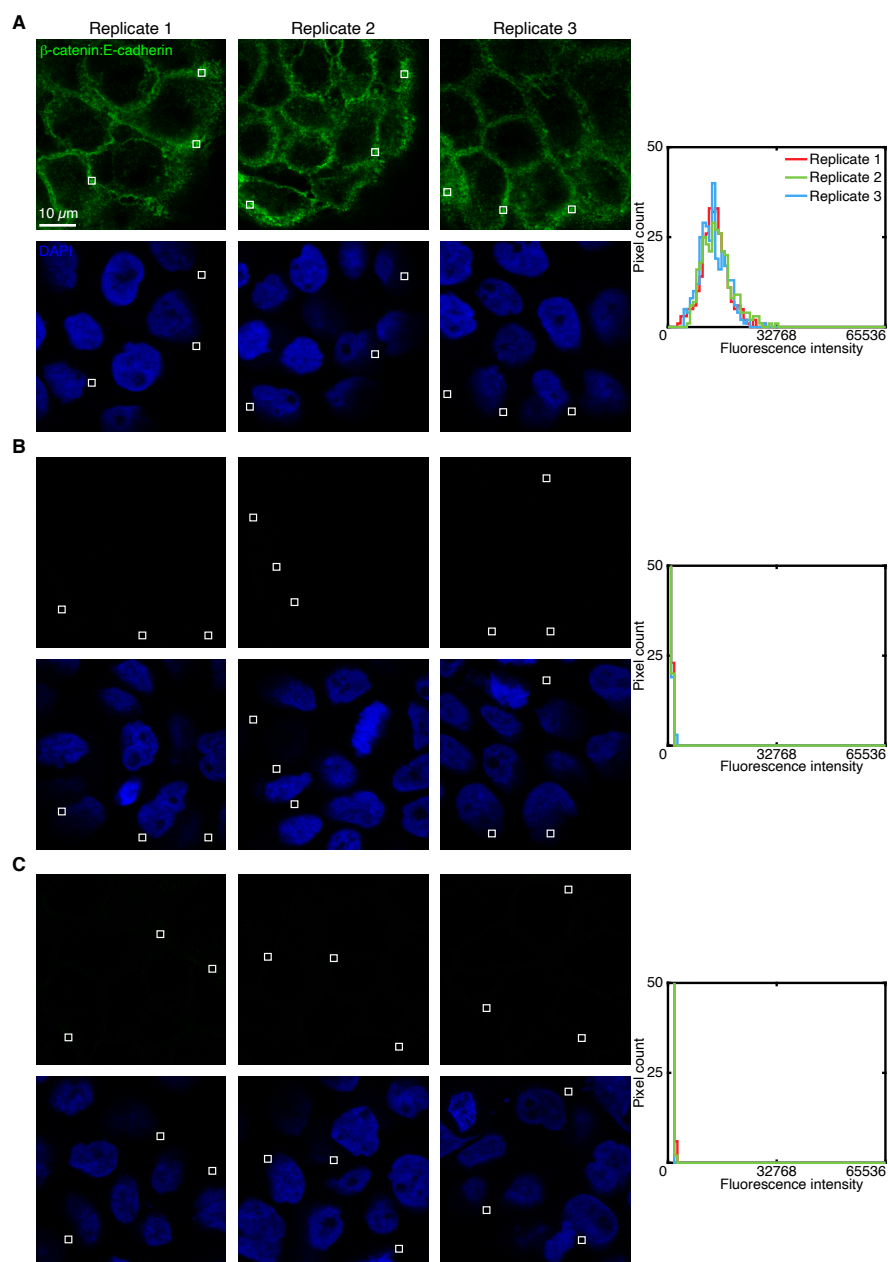 A
Replicate 1
Replicate 2
Replicate 3
β-catenin:E-cadherin
10 µm
DAPI
50
25
0
32768
65536
Pixel count
Fluorescence intensity
Replicate 1
Replicate 2
Replicate 3
B
50
25
0
32768
65536
Pixel count
Fluorescence intensity
C
50
25
0
32768
65536
Pixel count
Fluorescence intensity